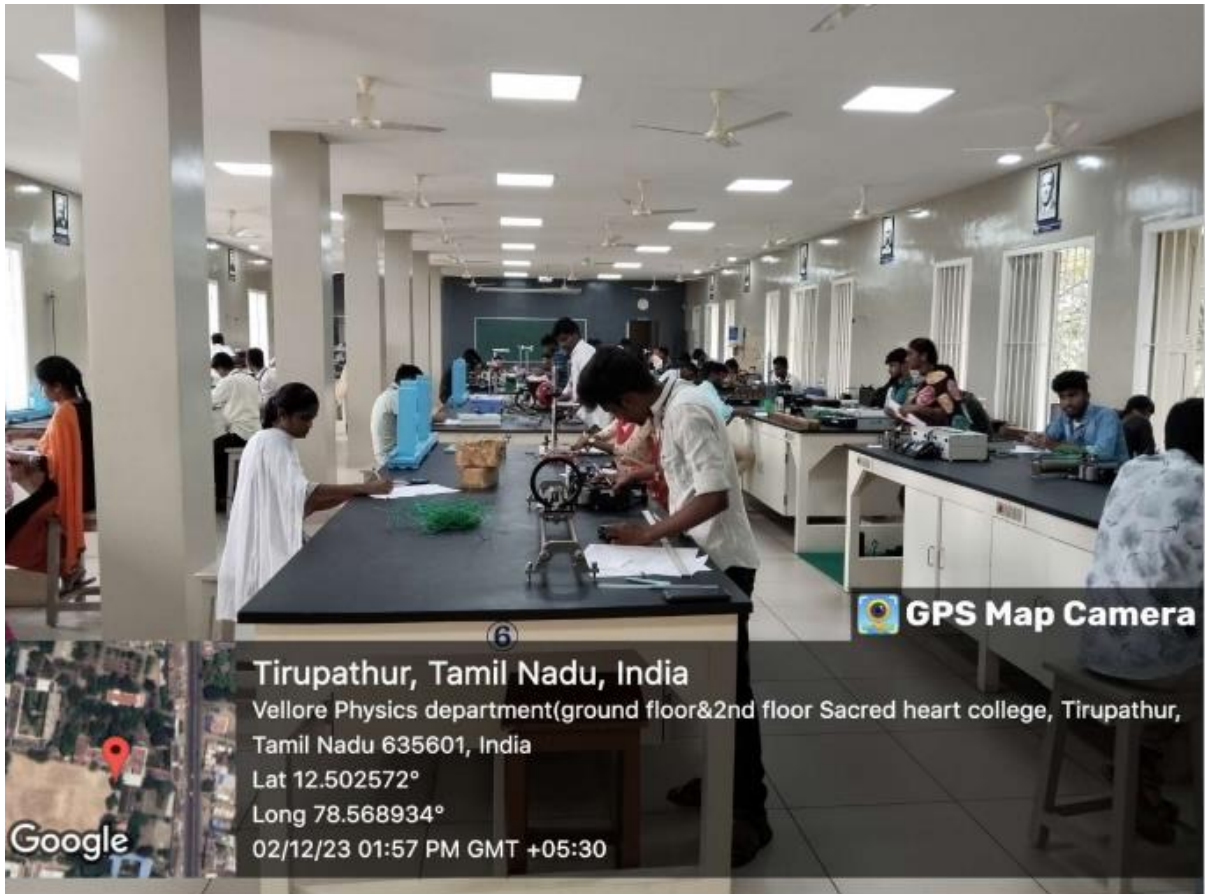 6
GPS Map Camera
Tirupathur, Tamil Nadu, India
Vellore Physics department(ground floor&2nd floor Sacred heart college, Tirupathur,
Tamil Nadu 635601, India
Lat 12.502572°
Long 78.568934°
02/12/23 01:57 PM GMT +05:30
Google